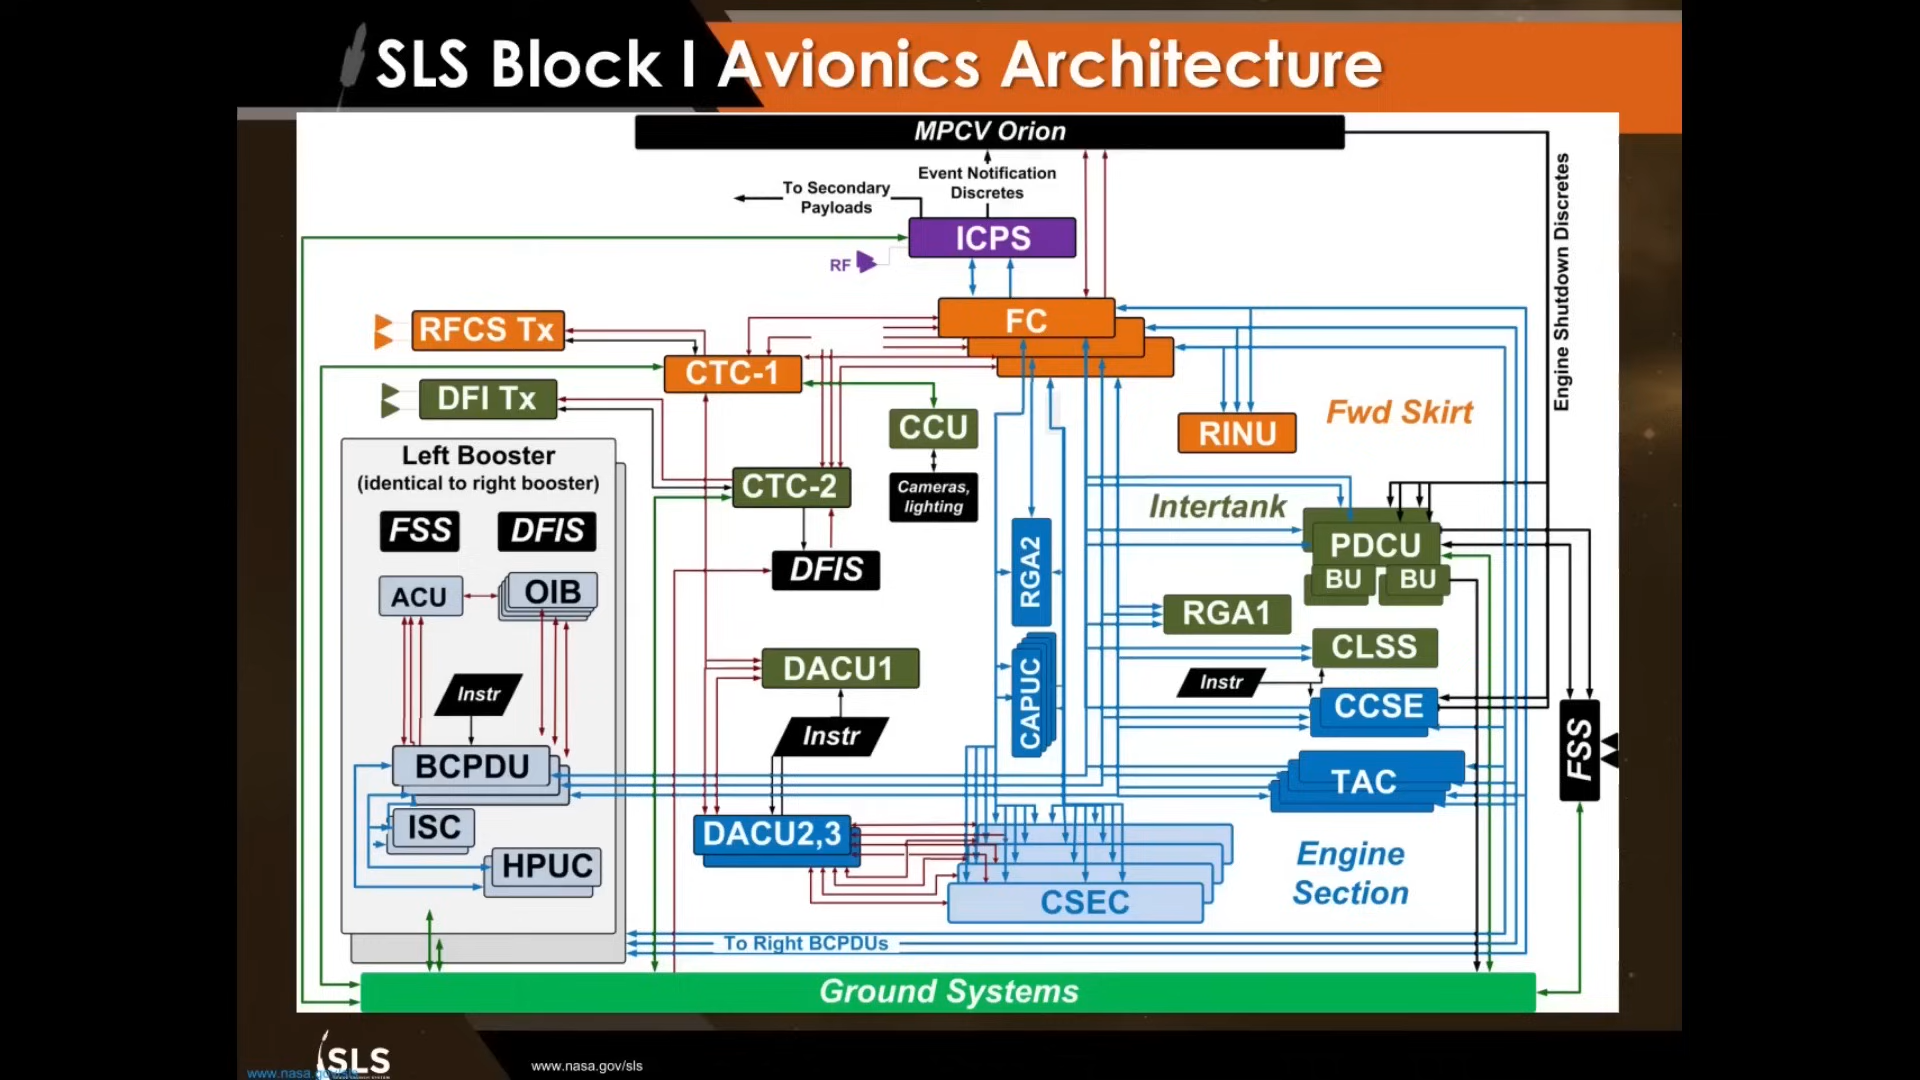 SLS Block I Avionics Architecture
MPCV Orion
Event Notification
Discretes
To Secondary
Payloads
ICPS
RF
Engine Shutdown Discretes
RFCS Tx
FC
CTC-1
DFI Tx
CCU
RINU
Fwd Skirt
Left Booster
(identical to right booster)
CTC-2
Cameras,
lighting
Intertank
FSS
DFIS
PDCU
BU
BU
RGA2
DFIS
ACU
OIB
RGA1
CLSS
DACU1
Instr
Instr
CAPUC
CCSE
Instr
FSS
BCPDU
TAC
ISC
DACU2,3
HPUC
Engine
Section
CSEC
To Right BCPDUs
Ground Systems
SLS
www.nasa.gov/sls
www.nasa.gov/sls